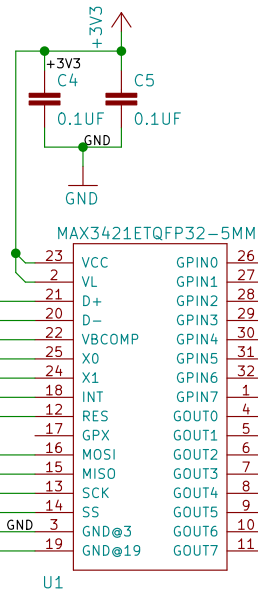 +3V3
+3V3
C4 C5
0.1UF 0.1UF
GND
GND
MAX3421ETQFP32-5MM
23 VCC GPIN0 26
2 VL GPIN1 27
21 D+ GPIN2 28
20 D- GPIN3 29
22 VBCOMP GPIN4 30
25 X0 GPIN5 31
24 X1 GPIN6 32
18 INT GPIN7 1
12 RES GOUT0 4
17 GPX GOUT1 5
16 MOSI GOUT2 6
15 MISO GOUT3 7
13 SCK GOUT4 8
14 SS GOUT5 9
GND 3 GND@3 GOUT6 10
19 GND@19 GOUT7 11
U1